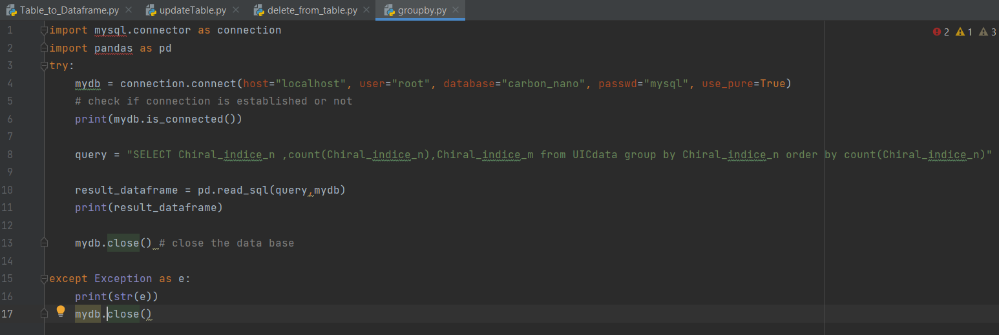 Table_to_Dataframe.py updateTable.py delete_from_table.py groupby.py
2 1 3
1 import mysql.connector as connection
2 import pandas as pd
3 try:
4 mydb = connection.connect(host="localhost", user="root", database="carbon_nano", passwd="mysql", use_pure=True)
5 # check if connection is established or not
6 print(mydb.is_connected())
7
8 query = "SELECT Chiral_indice_n ,count(Chiral_indice_n),Chiral_indice_m from UICdata group by Chiral_indice_n order by count(Chiral_indice_n)"
9
10 result_dataframe = pd.read_sql(query,mydb)
11 print(result_dataframe)
12
13 mydb.close() # close the data base
14
15 except Exception as e:
16 print(str(e))
17 mydb.close()